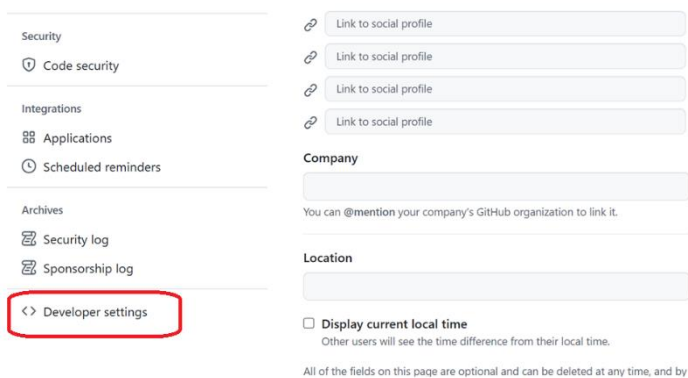 Security
Code security
Integrations
Applications
Scheduled reminders
Archives
Security log
Sponsorship log
Developer settings
Link to social profile
Link to social profile
Link to social profile
Link to social profile
Company
You can @mention your company's GitHub organization to link it.
Location
Display current local time
Other users will see the time difference from their local time.
All of the fields on this page are optional and can be deleted at any time, and by